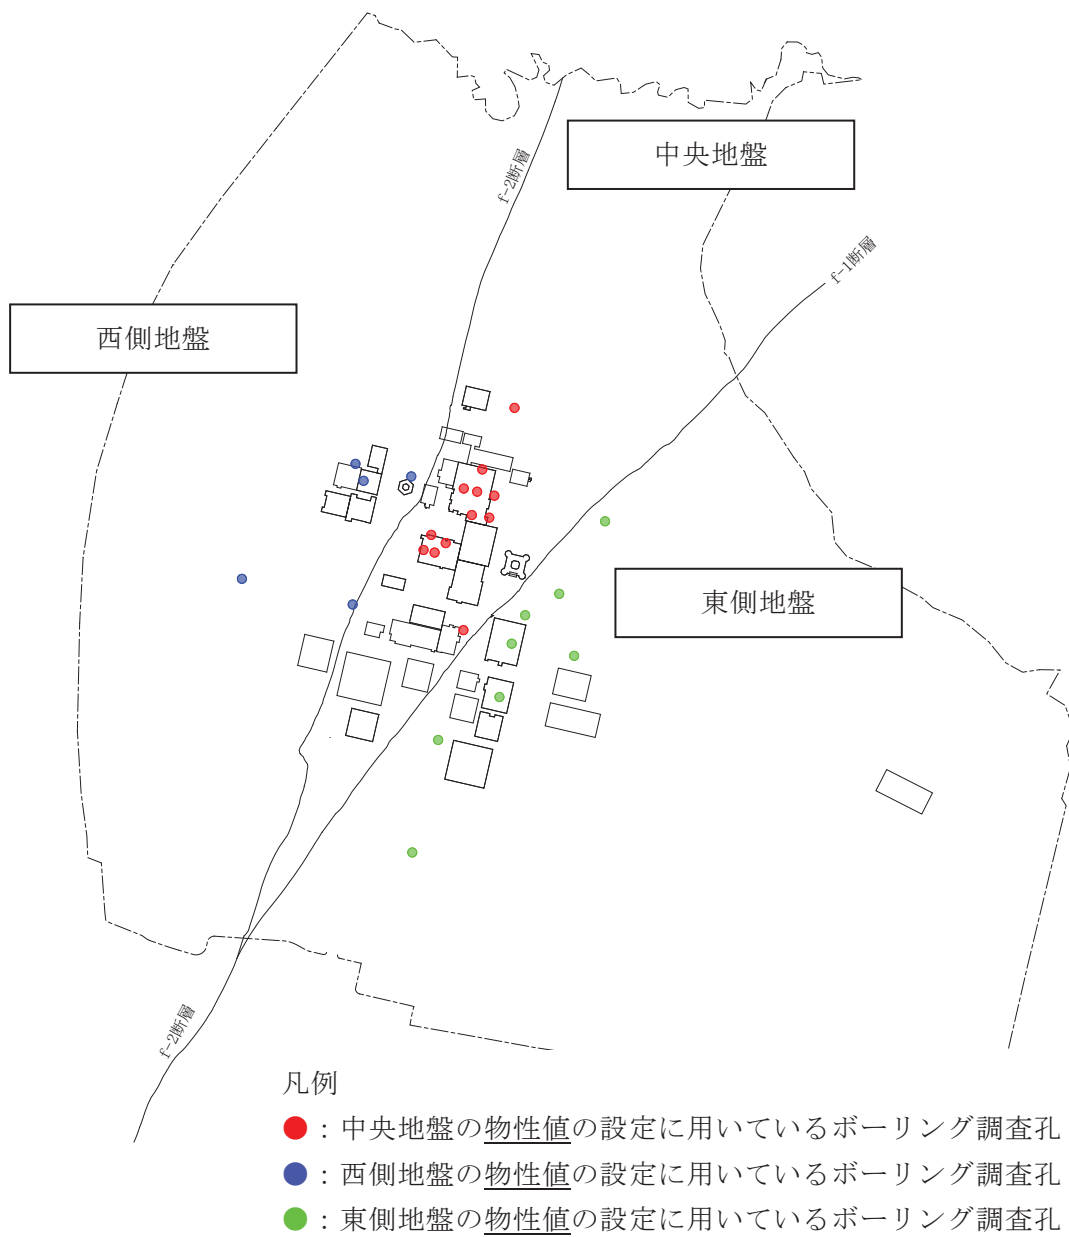 中央地盤
f-2断層
f-1断層
西側地盤
東側地盤
f-2断層
凡例
：中央地盤の物性値の設定に用いているボーリング調査孔
：西側地盤の物性値の設定に用いているボーリング調査孔
：東側地盤の物性値の設定に用いているボーリング調査孔